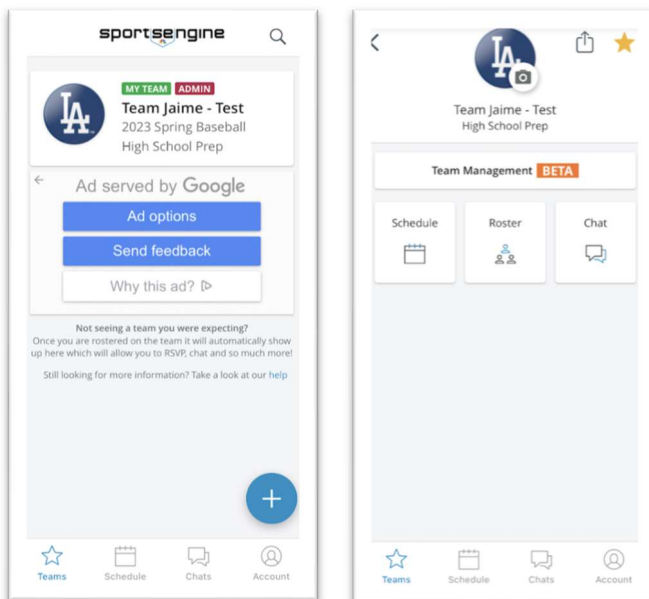 sportsengine
MY TEAM ADMIN
Team Jaime - Test
2023 Spring Baseball
High School Prep
Ad served by Google
Ad options
Send feedback
Why this ad?
Not seeing a team you were expecting?
Once you are rostered on the team it will automatically show
up here which will allow you to RSVP, chat and so much more!
Still looking for more information? Take a look at our help
Teams Schedule Chats Account
LA
Team Jaime - Test
High School Prep
Team Management BETA
Schedule Roster Chat
Teams Schedule Chats Account